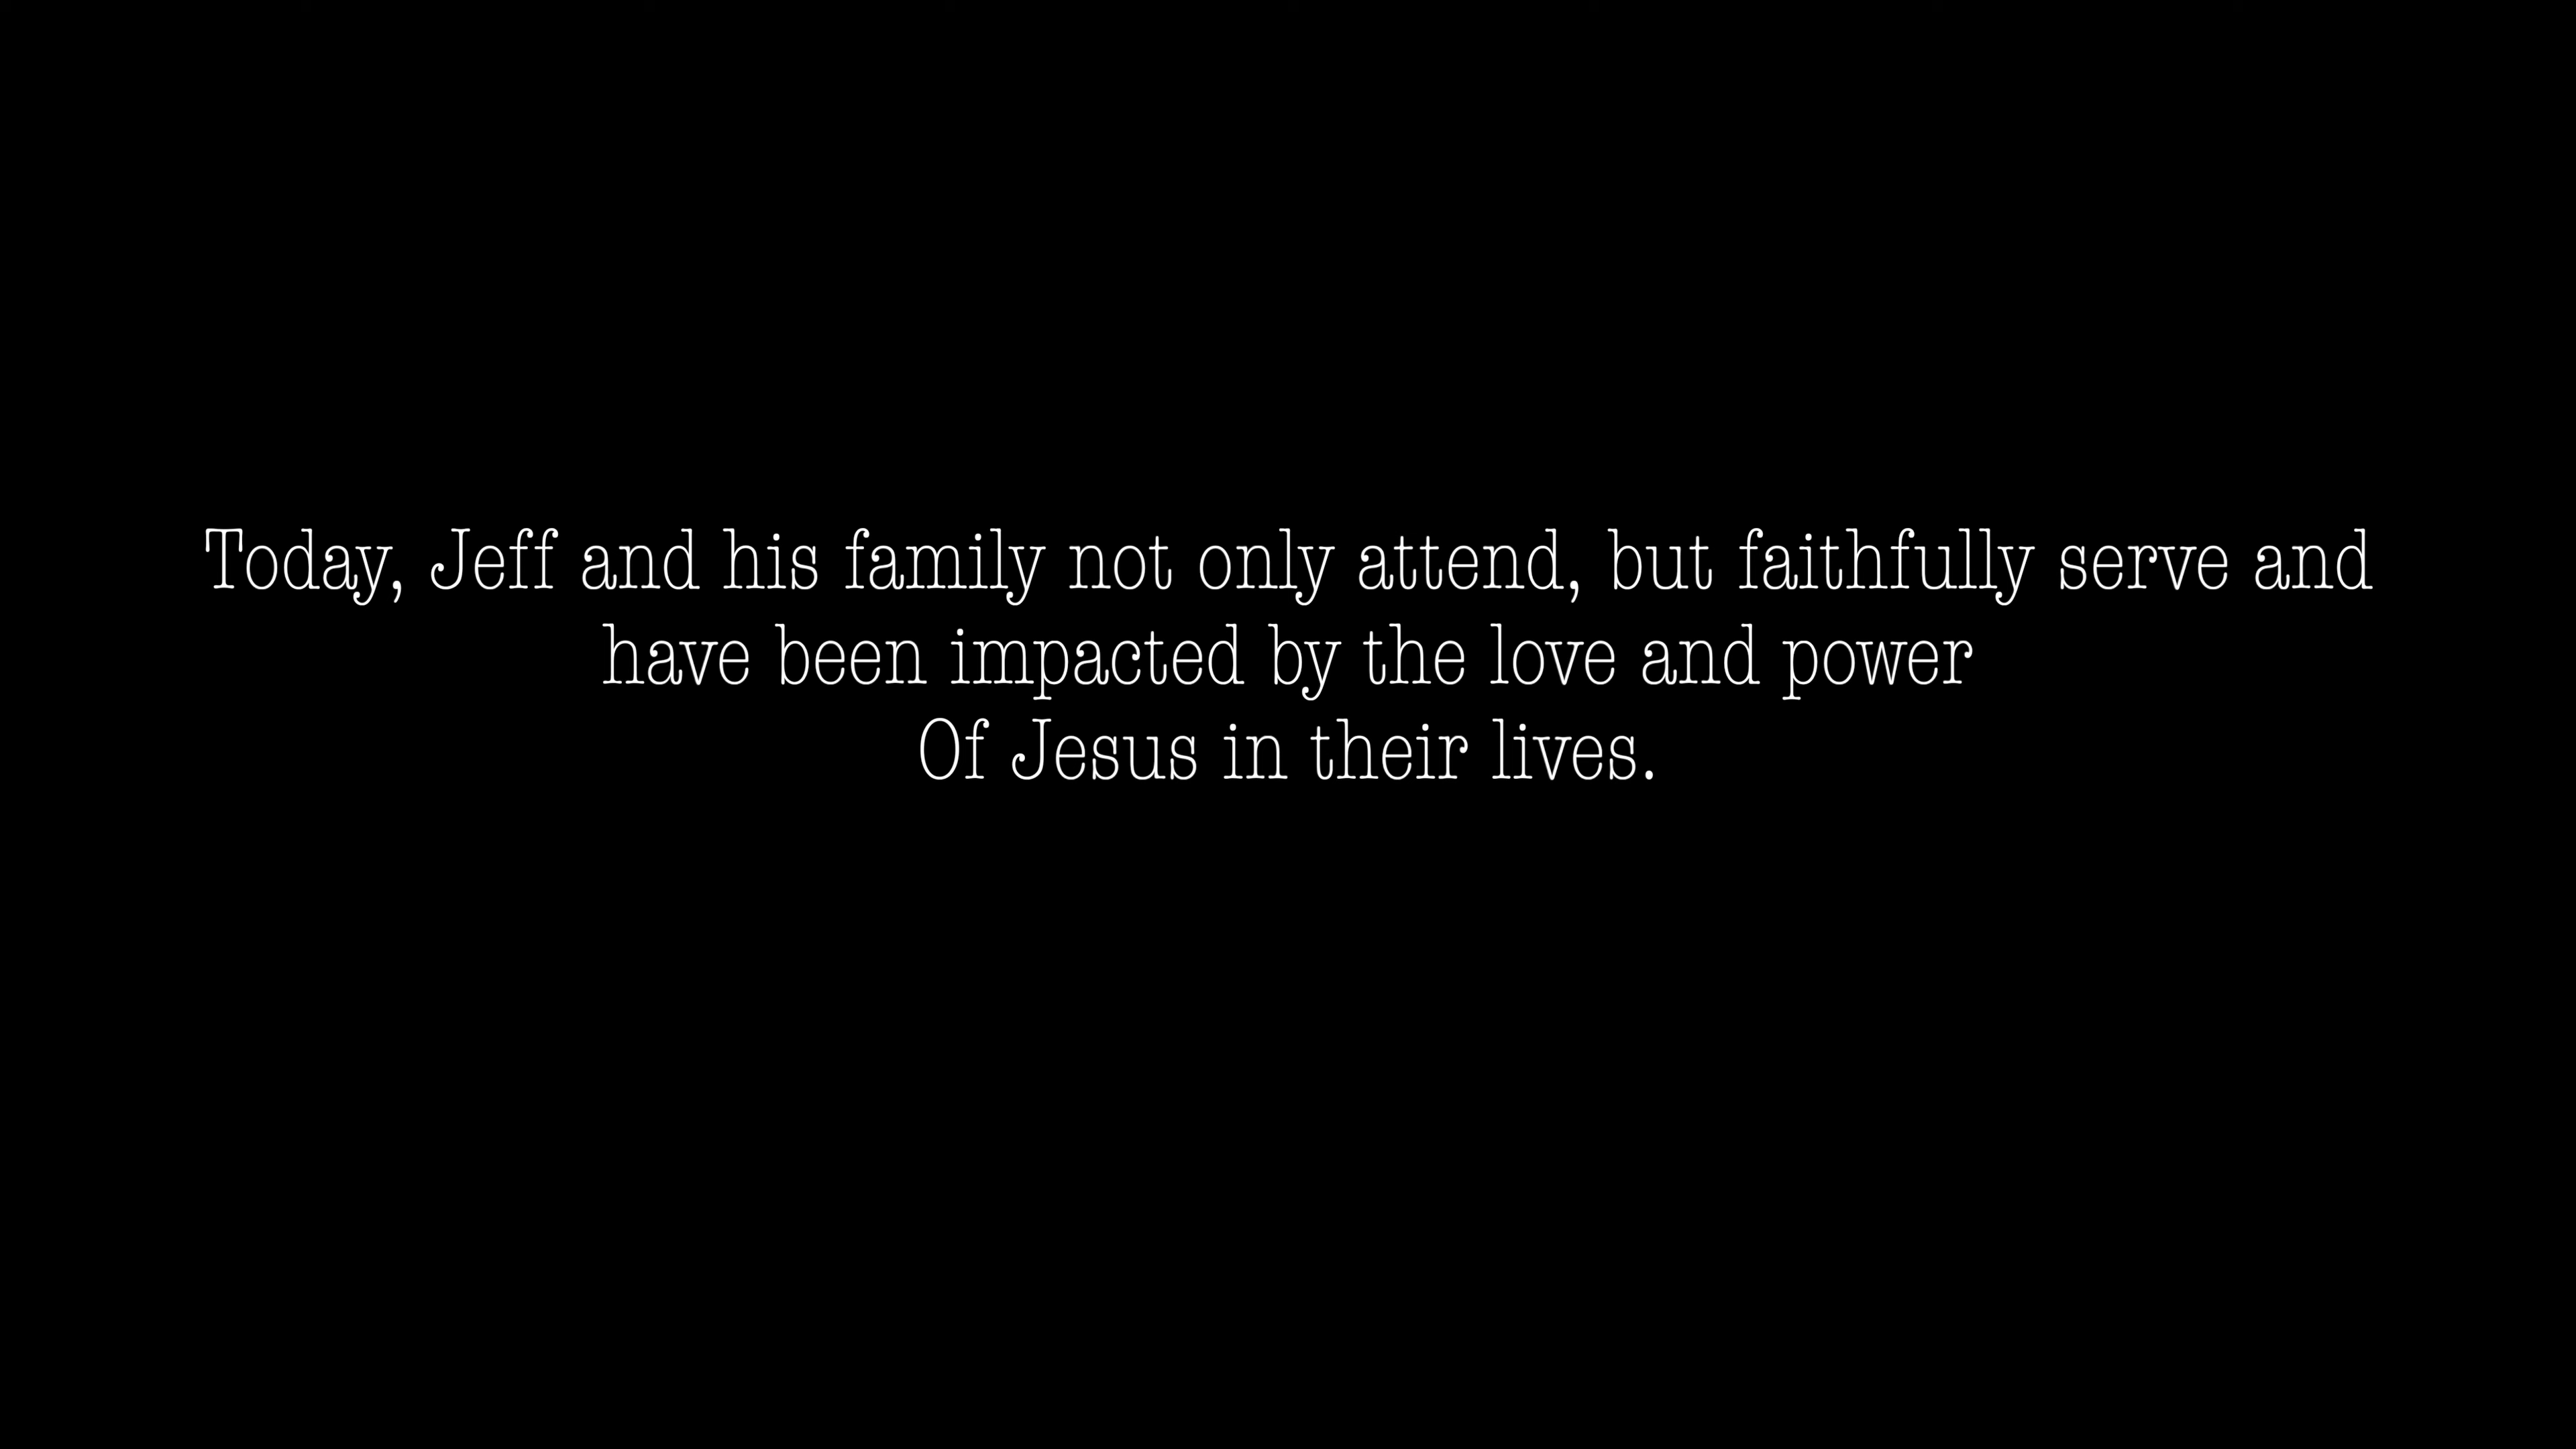 Today, Jeff and his family not only attend, but faithfully serve and
have been impacted by the love and power
Of Jesus in their lives.